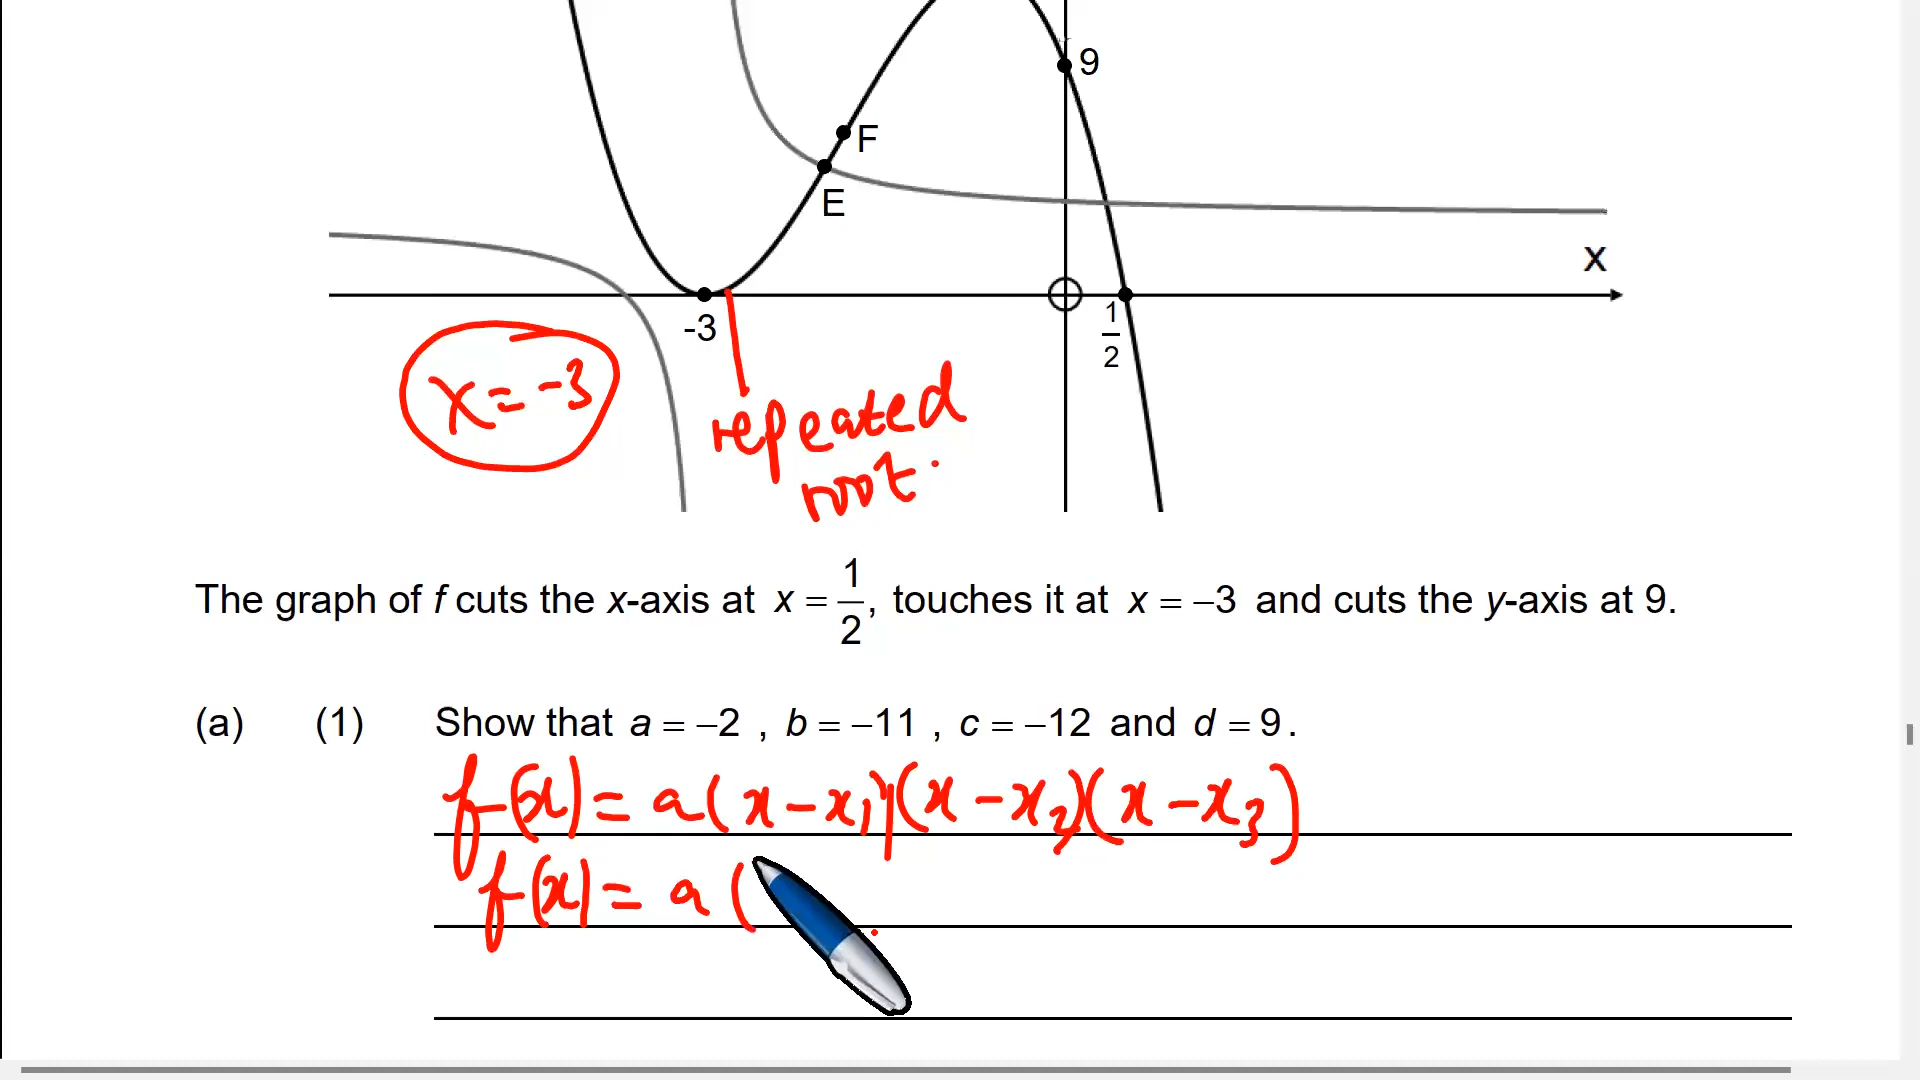 9
F
E
x
-3
1/2
x = -3
repeated
root.
The graph of f cuts the x-axis at x = 1/2, touches it at x = −3 and cuts the y-axis at 9.
(a) (1) Show that a = −2 , b = −11 , c = −12 and d = 9.
f(x) = a(x - x₁)(x - x₂)(x - x₃)
f(x) = a (